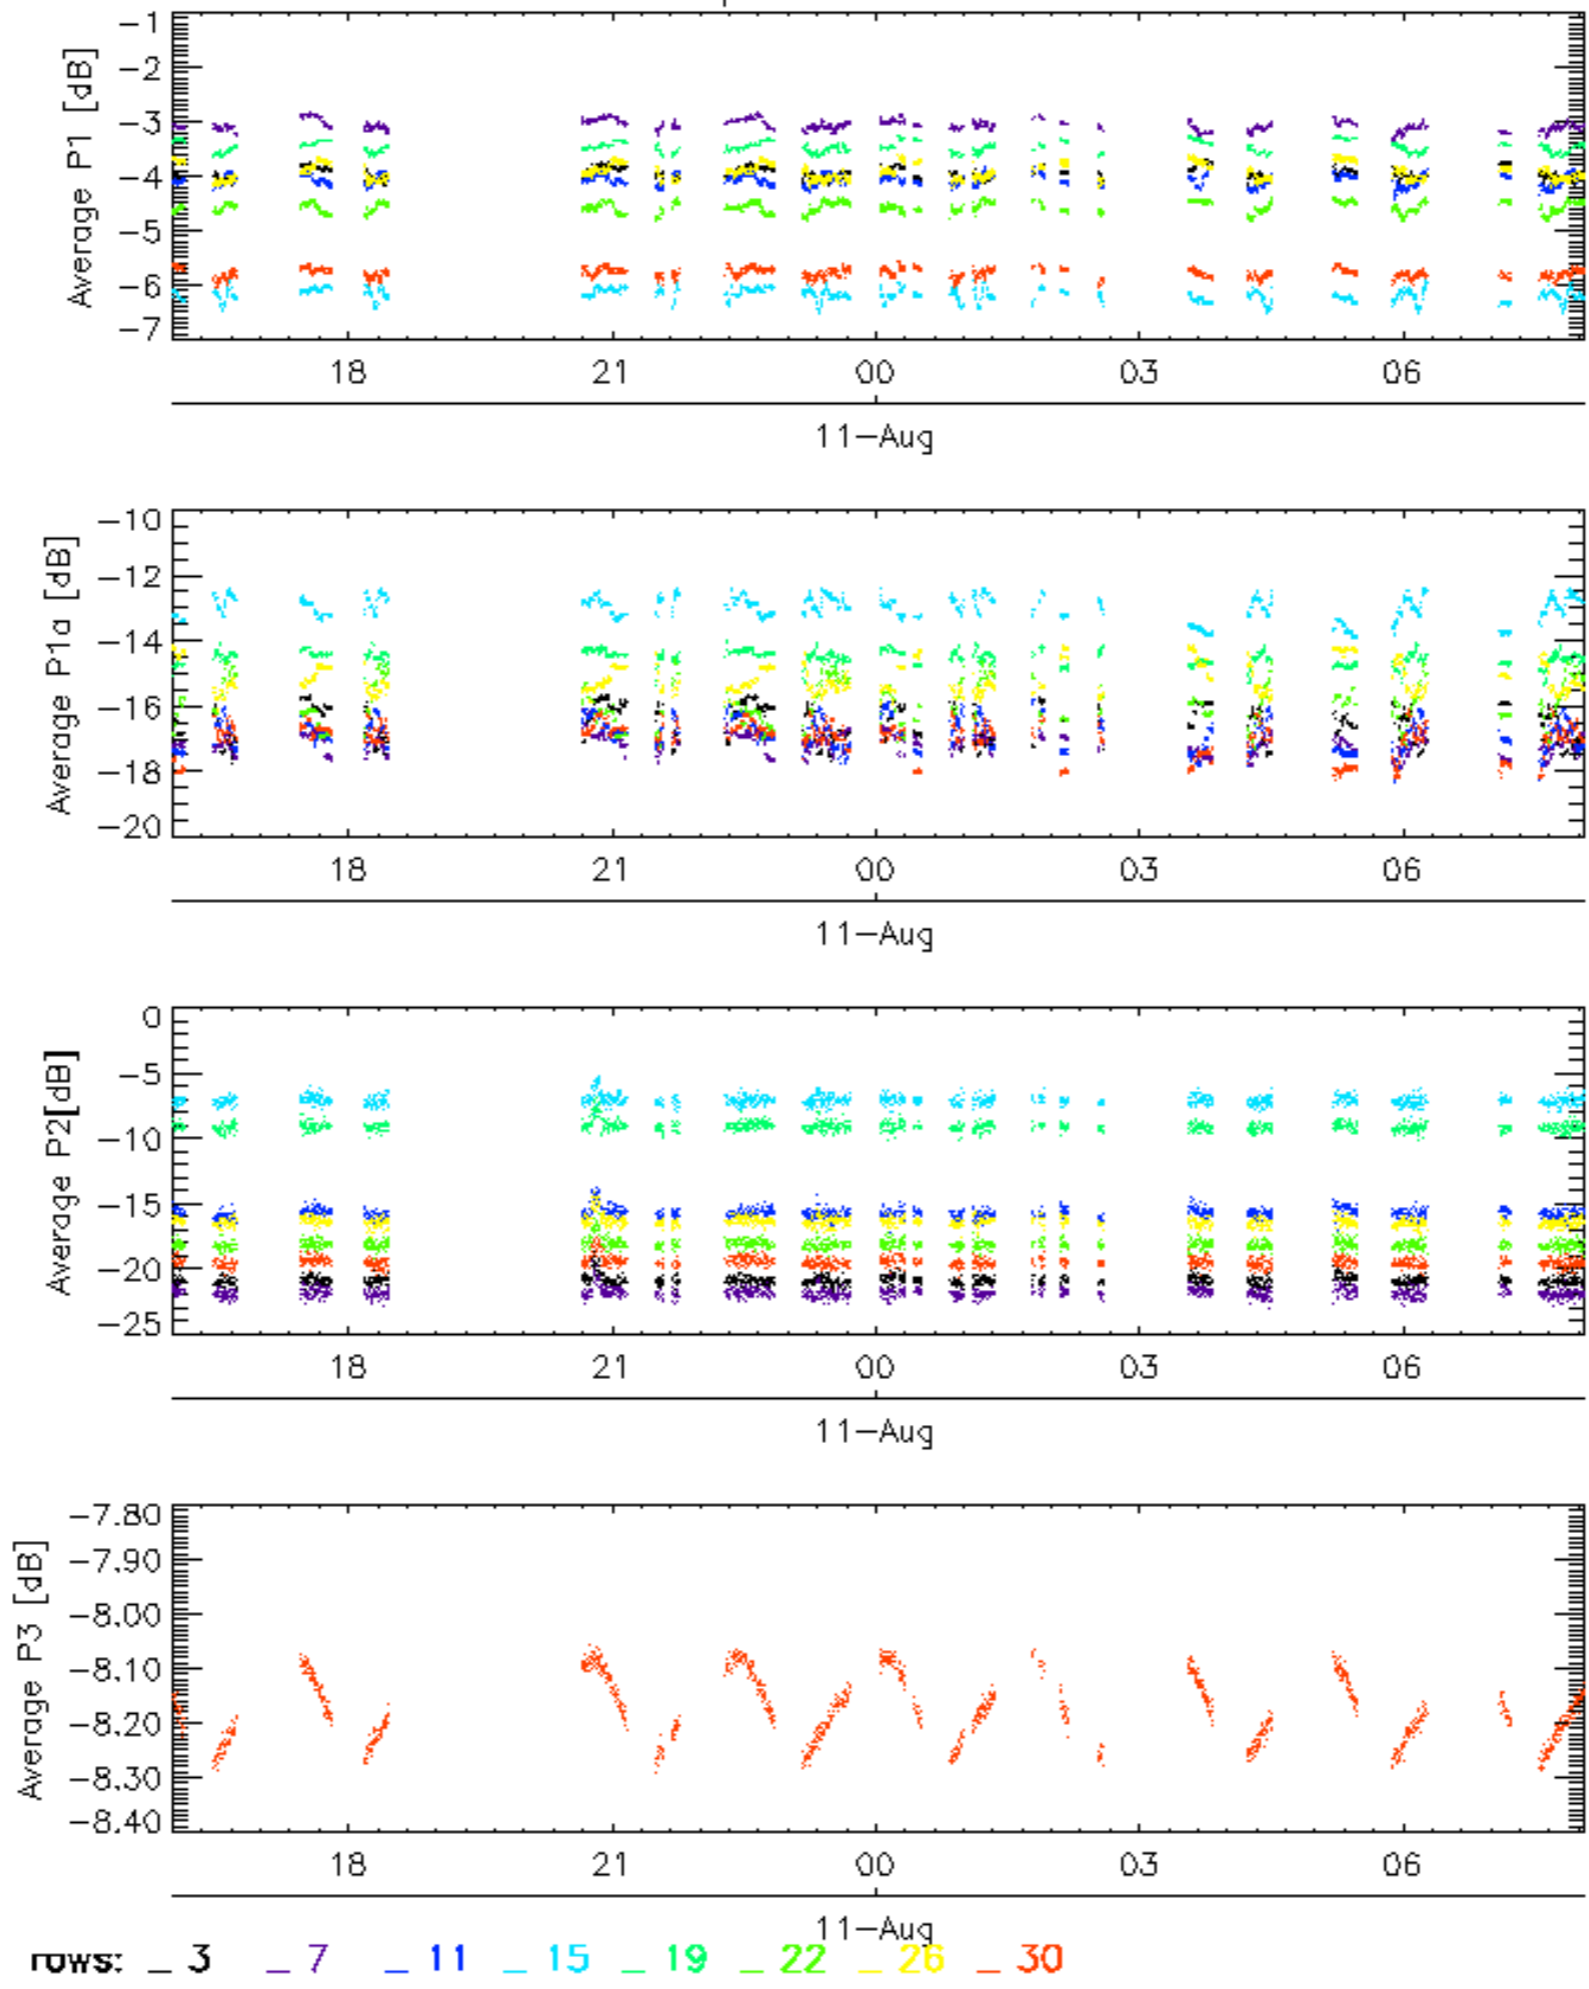 Average P1 [dB]
-1
-2
-3
-4
-5
-6
-7
18 21 00 03 06
11-Aug
Average P1a [dB]
-10
-12
-14
-16
-18
-20
18 21 00 03 06
11-Aug
Average P2[dB]
0
-5
-10
-15
-20
-25
18 21 00 03 06
11-Aug
Average P3 [dB]
-7.80
-7.90
-8.00
-8.10
-8.20
-8.30
-8.40
18 21 00 03 06
11-Aug
rows: _ 3 _ 7 _ 11 _ 15 _ 19 _ 22 _ 26 _ 30